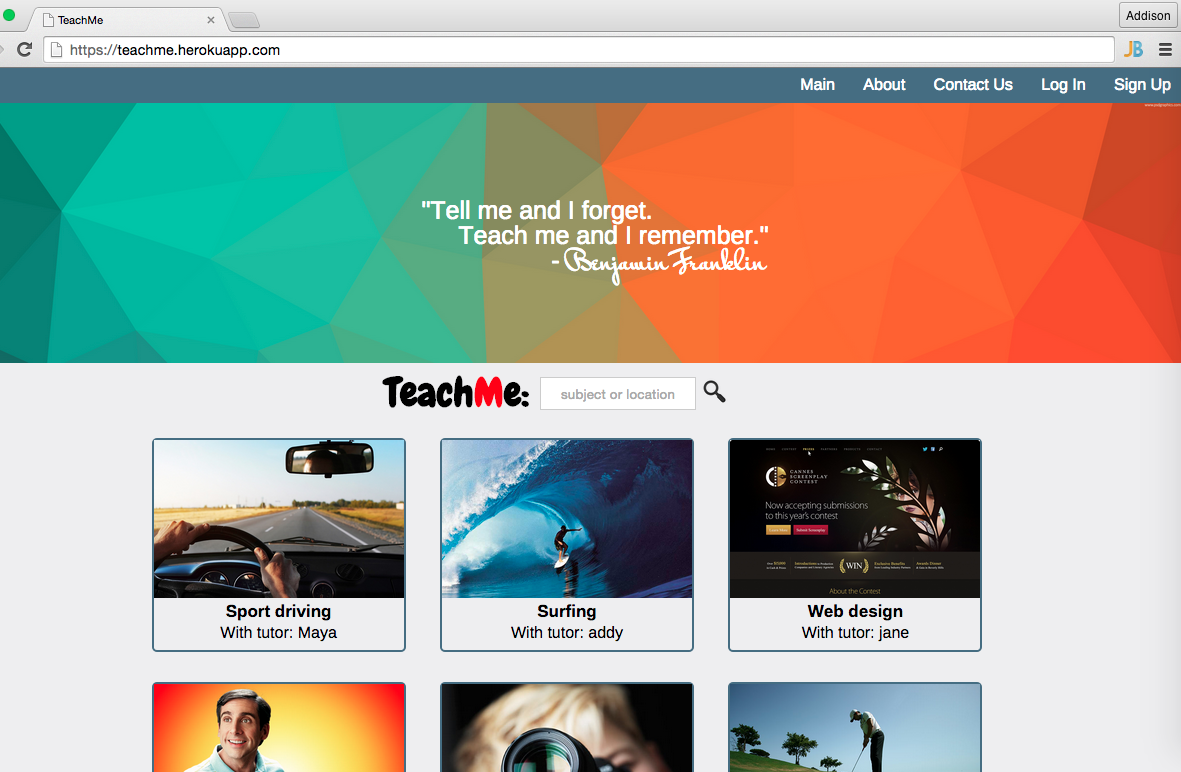 TeachMe
Addison
https://teachme.herokuapp.com
JB
Main About Contact Us Log In Sign Up
"Tell me and I forget.
Teach me and I remember."
- Benjamin Franklin
TeachMe: subject or location
CANNES
SCREENPLAY
CONTEST
Now accepting submissions
to this year's contest
Submit Screenplay
WIN
About the Contest
Sport driving
With tutor: Maya
Surfing
With tutor: addy
Web design
With tutor: jane